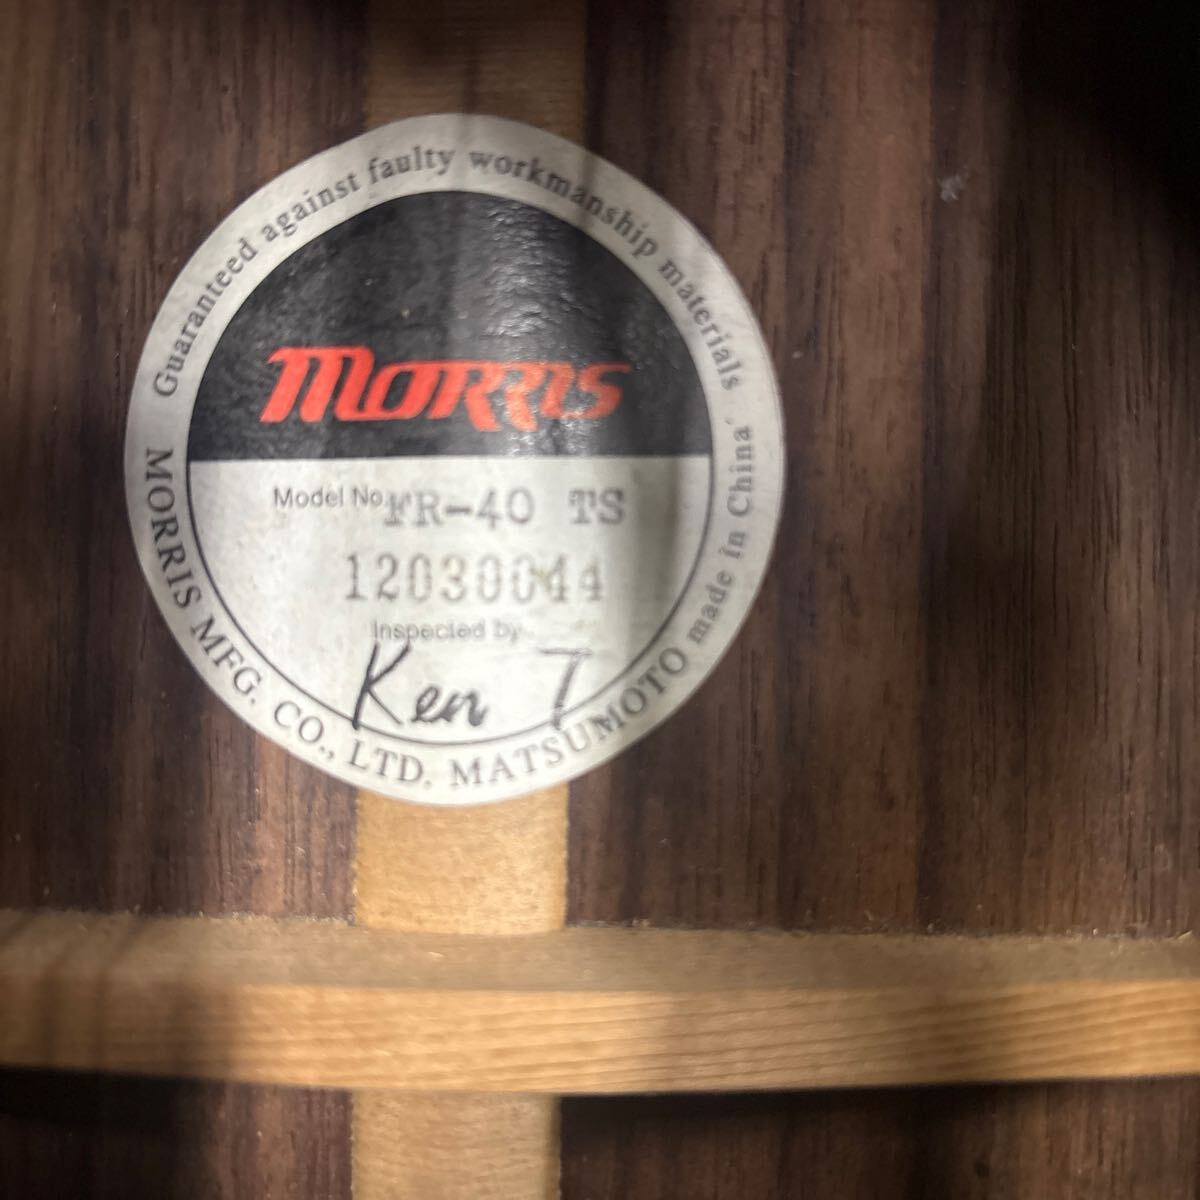 Guaranteed against faulty workmanship materials
MORRIS
Model No. FR-40 TS
12030044
Inspected by
Ken T
MORRIS MFG. CO., LTD. MATSUMOTO made in China